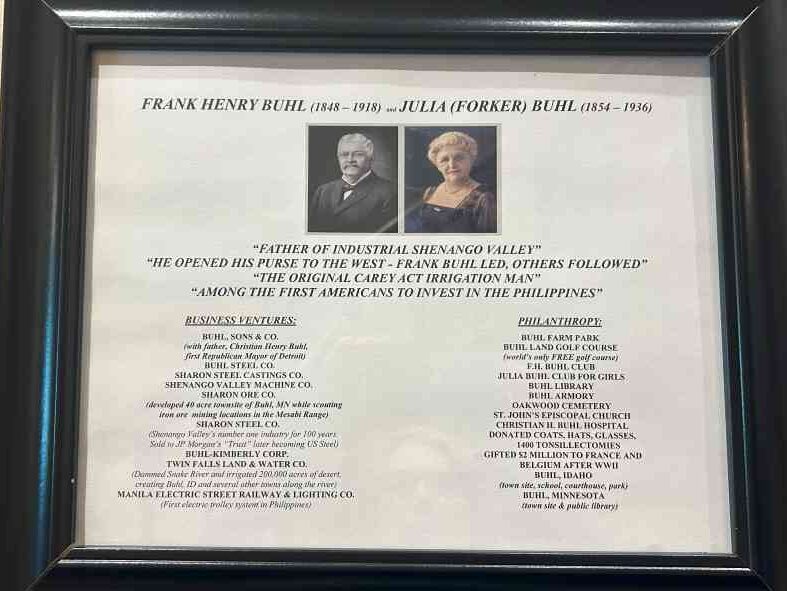 FRANK HENRY BUHL (1848 – 1918) and JULIA (FORKER) BUHL (1854 – 1936)
“FATHER OF INDUSTRIAL SHENANGO VALLEY”
“HE OPENED HIS PURSE TO THE WEST - FRANK BUHL LED, OTHERS FOLLOWED”
“THE ORIGINAL CAREY ACT IRRIGATION MAN”
“AMONG THE FIRST AMERICANS TO INVEST IN THE PHILIPPINES”
BUSINESS VENTURES:
BUHL, SONS & CO.
(with father, Christian Henry Buhl,
first Republican Mayor of Detroit)
BUHL STEEL CO.
SHARON STEEL CASTINGS CO.
SHENANGO VALLEY MACHINE CO.
SHARON ORE CO.
(developed 40 acre townsite of Buhl, MN while scouting
iron ore mining locations in the Mesabi Range)
SHARON STEEL CO.
(Shenango Valley's number one industry for 100 years.
Sold to JP Morgan's “Trust” later becoming US Steel)
BUHL-KIMBERLY CORP.
TWIN FALLS LAND & WATER CO.
(Dammed Snake River and irrigated 200,000 acres of desert,
creating Buhl, ID and several other towns along the river)
MANILA ELECTRIC STREET RAILWAY & LIGHTING CO.
(First electric trolley system in Philippines)
PHILANTHROPY:
BUHL FARM PARK
BUHL LAND GOLF COURSE
(world's only FREE golf course)
F.H. BUHL CLUB
JULIA BUHL CLUB FOR GIRLS
BUHL LIBRARY
BUHL ARMORY
OAKWOOD CEMETERY
ST. JOHN'S EPISCOPAL CHURCH
CHRISTIAN H. BUHL HOSPITAL
DONATED COATS, HATS, GLASSES,
1400 TONSILLECTOMIES
GIFTED $2 MILLION TO FRANCE AND
BELGIUM AFTER WWII
BUHL, IDAHO
(town site, school, courthouse, park)
BUHL, MINNESOTA
(town site & public library)